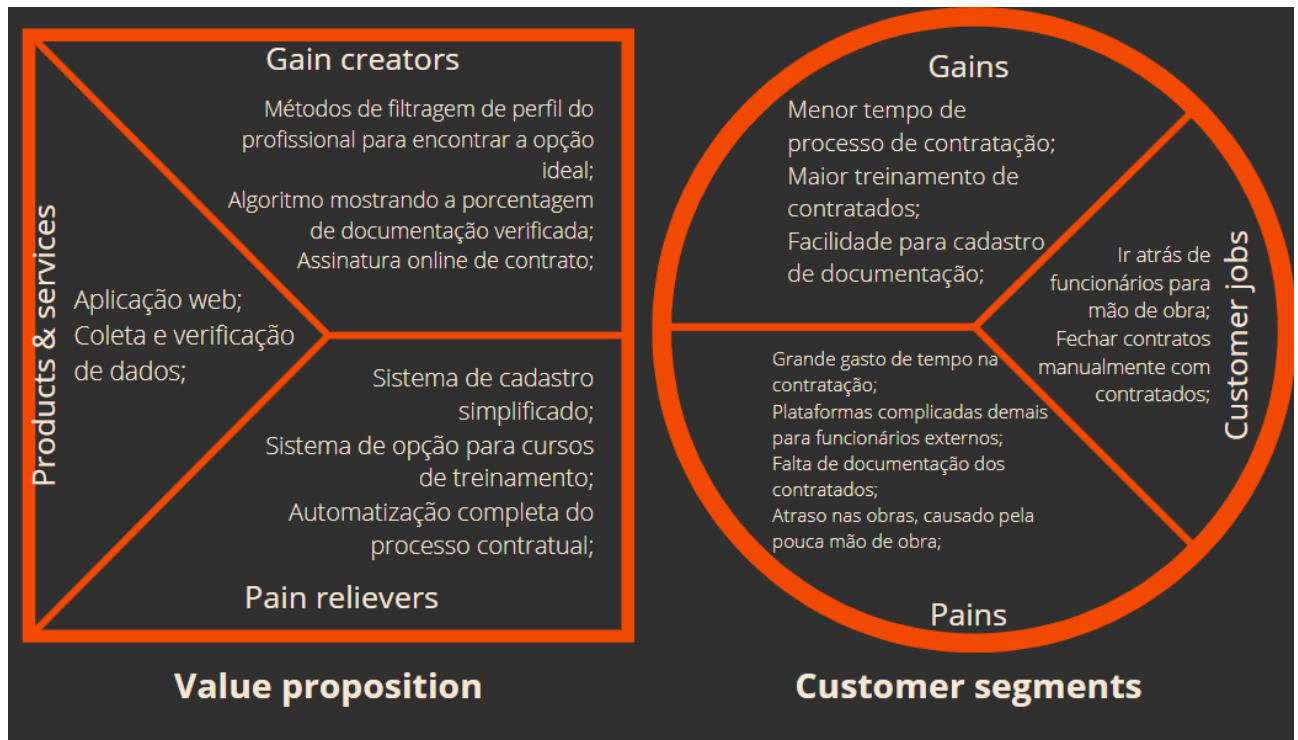 Gain creators
Métodos de filtragem de perfil do
profissional para encontrar a opção
ideal;
Algoritmo mostrando a porcentagem
de documentação verificada;
Assinatura online de contrato;
Products & services
Aplicação web;
Coleta e verificação
de dados;
Sistema de cadastro
simplificado;
Sistema de opção para cursos
de treinamento;
Automatização completa do
processo contratual;
Pain relievers
Value proposition
Gains
Menor tempo de
processo de contratação;
Maior treinamento de
contratados;
Facilidade para cadastro
de documentação;
Ir atrás de
funcionários para
mão de obra;
Fechar contratos
manualmente com
contratados;
Customer jobs
Grande gasto de tempo na
contratação;
Plataformas complicadas demais
para funcionários externos;
Falta de documentação dos
contratados;
Atraso nas obras, causado pela
pouca mão de obra;
Pains
Customer segments